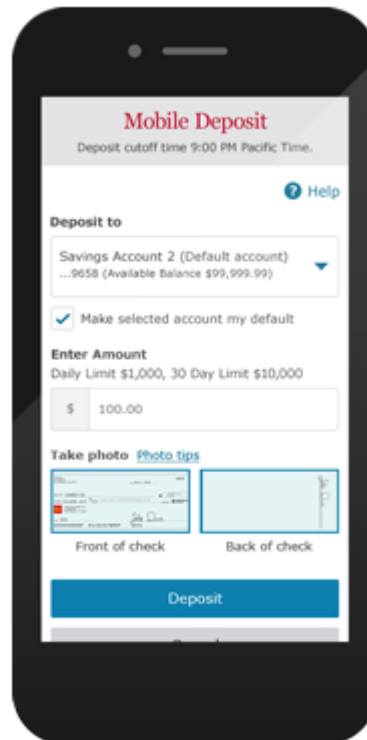 Mobile Deposit
Deposit cutoff time 9:00 PM Pacific Time.
? Help
Deposit to
Savings Account 2 (Default account)
...9658 (Available Balance $99,999.99)
Make selected account my default
Enter Amount
Daily Limit $1,000, 30 Day Limit $10,000
$ 100.00
Take photo Photo tips
Front of check Back of check
Deposit